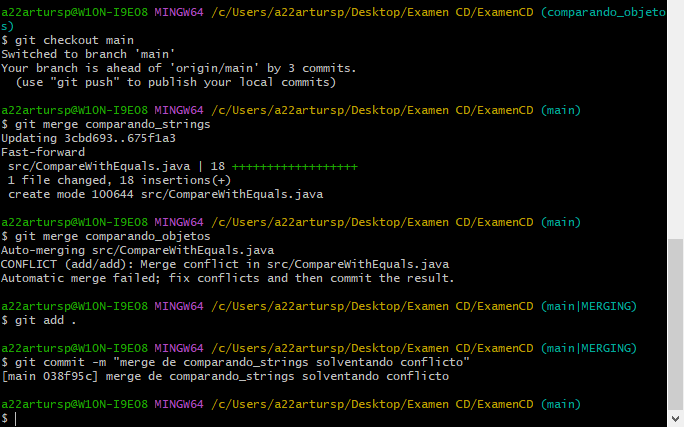 a22artursp@W10N-I9E08 MINGW64 /c/Users/a22artursp/Desktop/Examen CD/ExamenCD (comparando_objeto
s)
$ git checkout main
Switched to branch 'main'
Your branch is ahead of 'origin/main' by 3 commits.
  (use "git push" to publish your local commits)

a22artursp@W10N-I9E08 MINGW64 /c/Users/a22artursp/Desktop/Examen CD/ExamenCD (main)
$ git merge comparando_strings
Updating 3cbd693..675f1a3
Fast-forward
 src/CompareWithEquals.java | 18 ++++++++++++++++++
 1 file changed, 18 insertions(+)
 create mode 100644 src/CompareWithEquals.java

a22artursp@W10N-I9E08 MINGW64 /c/Users/a22artursp/Desktop/Examen CD/ExamenCD (main)
$ git merge comparando_objetos
Auto-merging src/CompareWithEquals.java
CONFLICT (add/add): Merge conflict in src/CompareWithEquals.java
Automatic merge failed; fix conflicts and then commit the result.

a22artursp@W10N-I9E08 MINGW64 /c/Users/a22artursp/Desktop/Examen CD/ExamenCD (main|MERGING)
$ git add .

a22artursp@W10N-I9E08 MINGW64 /c/Users/a22artursp/Desktop/Examen CD/ExamenCD (main|MERGING)
$ git commit -m "merge de comparando_strings solventando conflicto"
[main 038f95c] merge de comparando_strings solventando conflicto

a22artursp@W10N-I9E08 MINGW64 /c/Users/a22artursp/Desktop/Examen CD/ExamenCD (main)
$